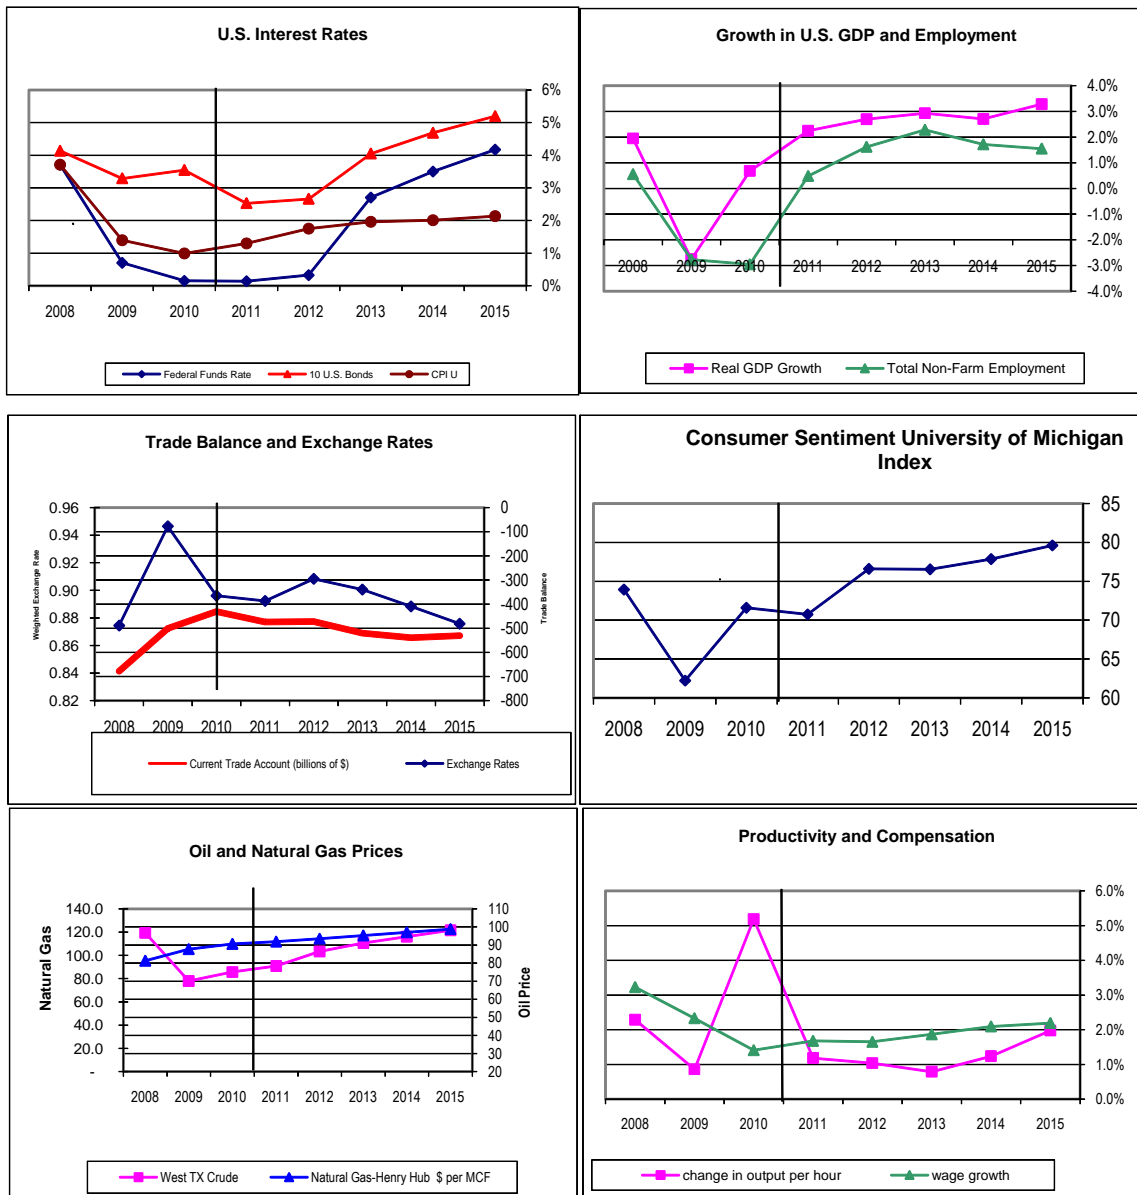 U.S. Interest Rates
6%
5%
4%
3%
2%
1%
0%
2008 2009 2010 2011 2012 2013 2014 2015
Federal Funds Rate 10 U.S. Bonds CPI U
Growth in U.S. GDP and Employment
4.0%
3.0%
2.0%
1.0%
0.0%
-1.0%
-2.0%
-3.0%
-4.0%
2008 2009 2010 2011 2012 2013 2014 2015
Real GDP Growth Total Non-Farm Employment
Trade Balance and Exchange Rates
Weighted Exchange Rate
0.96
0.94
0.92
0.90
0.88
0.86
0.84
0.82
0
-100
-200
-300
-400
-500
-600
-700
-800
Trade Balance
2008 2009 2010 2011 2012 2013 2014 2015
Current Trade Account (billions of $) Exchange Rates
Consumer Sentiment University of Michigan
Index
85
80
75
70
65
60
2008 2009 2010 2011 2012 2013 2014 2015
Oil and Natural Gas Prices
Natural Gas
140.0
120.0
100.0
80.0
60.0
40.0
20.0
-
110
100
90
80
70
60
50
40
30
20
Oil Price
2008 2009 2010 2011 2012 2013 2014 2015
West TX Crude Natural Gas-Henry Hub $ per MCF
Productivity and Compensation
6.0%
5.0%
4.0%
3.0%
2.0%
1.0%
0.0%
2008 2009 2010 2011 2012 2013 2014 2015
change in output per hour wage growth